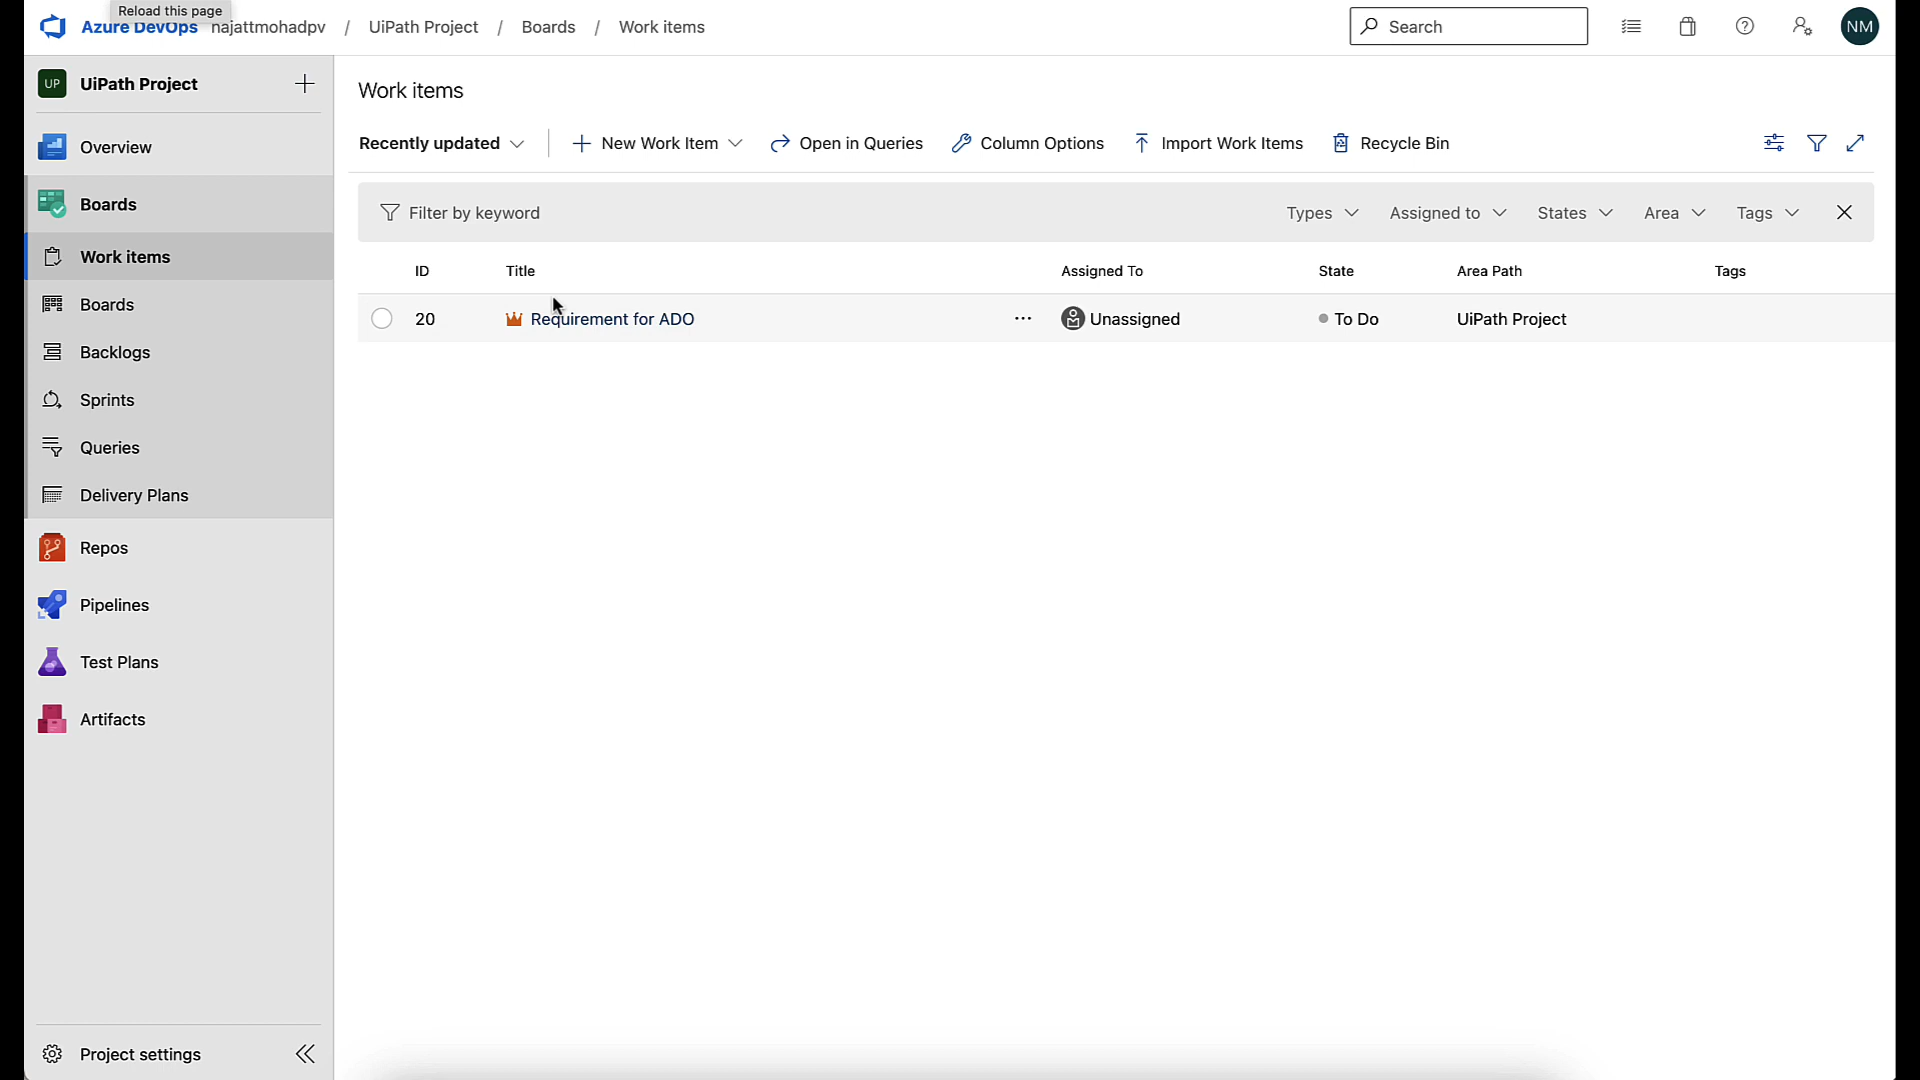 Reload this page
Azure DevOps najattmohadpv / UiPath Project / Boards / Work items
Search
NM
UP UiPath Project
Overview
Boards
Work items
Boards
Backlogs
Sprints
Queries
Delivery Plans
Repos
Pipelines
Test Plans
Artifacts
Project settings
Work items
Recently updated New Work Item Open in Queries Column Options Import Work Items Recycle Bin
Filter by keyword Types Assigned to States Area Tags
ID Title Assigned To State Area Path Tags
20 Requirement for ADO ... Unassigned To Do UiPath Project